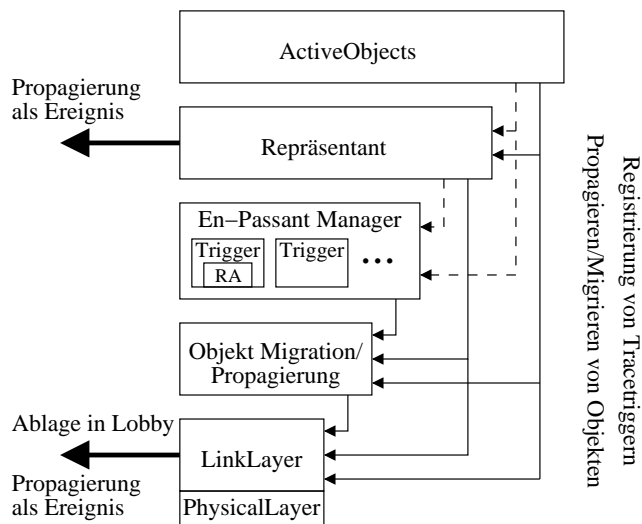 ActiveObjects
Propagierung
als Ereignis
Repräsentant
En–Passant Manager
Trigger
RA
Trigger
...
Objekt Migration/
Propagierung
Ablage in Lobby
LinkLayer
Propagierung
als Ereignis
PhysicalLayer
Registrierung von Tracetriggern
Propagieren/Migrieren von Objekten